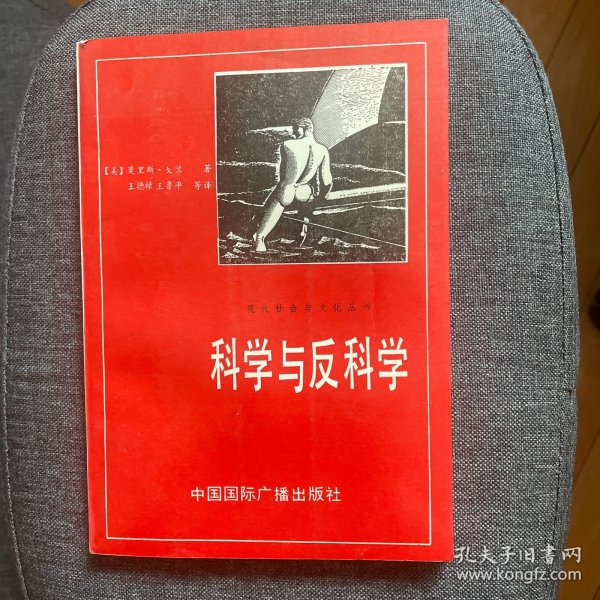 【美】莫里斯·戈兰 著
王德禄 王鲁平 等译
现代社会与文化丛书
科学与反科学
中国国际广播出版社
孔夫子旧書网
www.kongfz.com